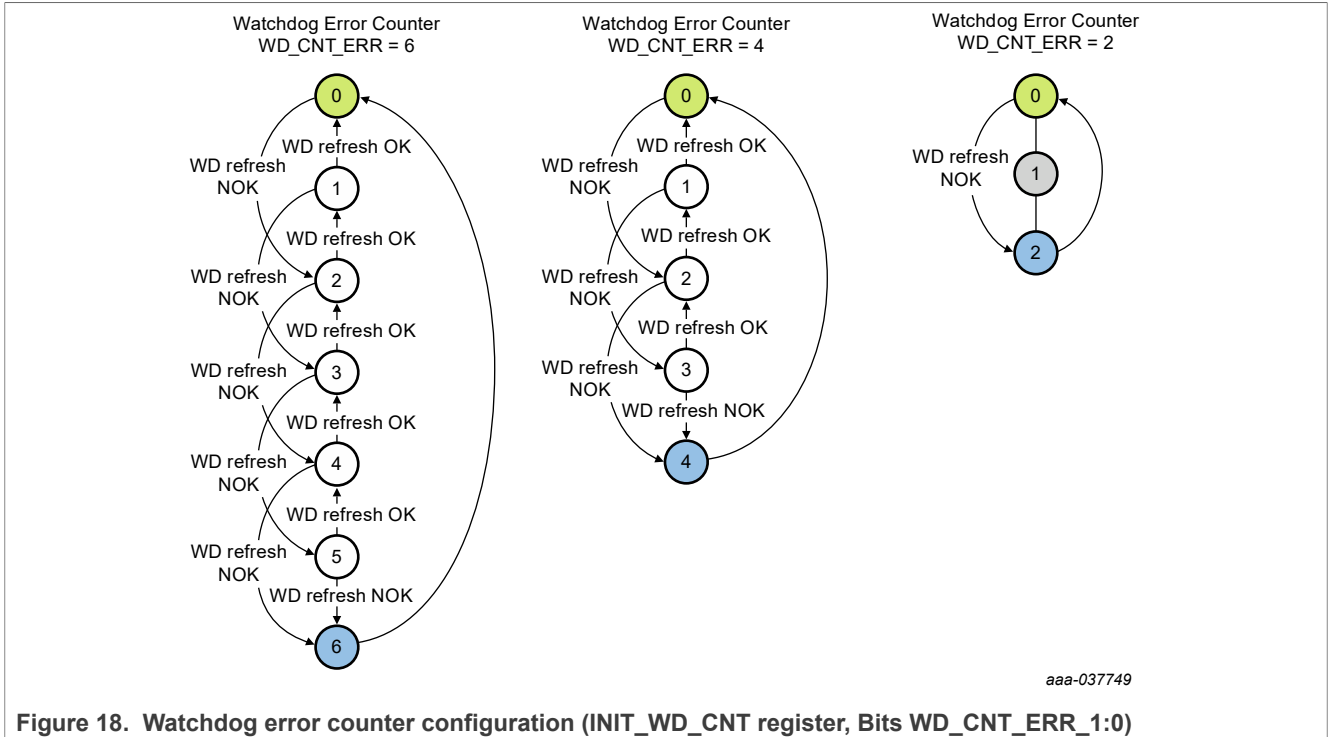 Watchdog Error Counter
WD_CNT_ERR = 6
0
WD refresh OK
WD refresh
NOK
1
WD refresh OK
WD refresh
NOK
2
WD refresh OK
WD refresh
NOK
3
WD refresh OK
WD refresh
NOK
4
WD refresh OK
WD refresh
NOK
5
WD refresh NOK
6
Watchdog Error Counter
WD_CNT_ERR = 4
0
WD refresh OK
WD refresh
NOK
1
WD refresh OK
WD refresh
NOK
2
WD refresh OK
WD refresh
NOK
3
WD refresh NOK
4
Watchdog Error Counter
WD_CNT_ERR = 2
0
WD refresh
NOK
1
2
aaa-037749
Figure 18. Watchdog error counter configuration (INIT_WD_CNT register, Bits WD_CNT_ERR_1:0)